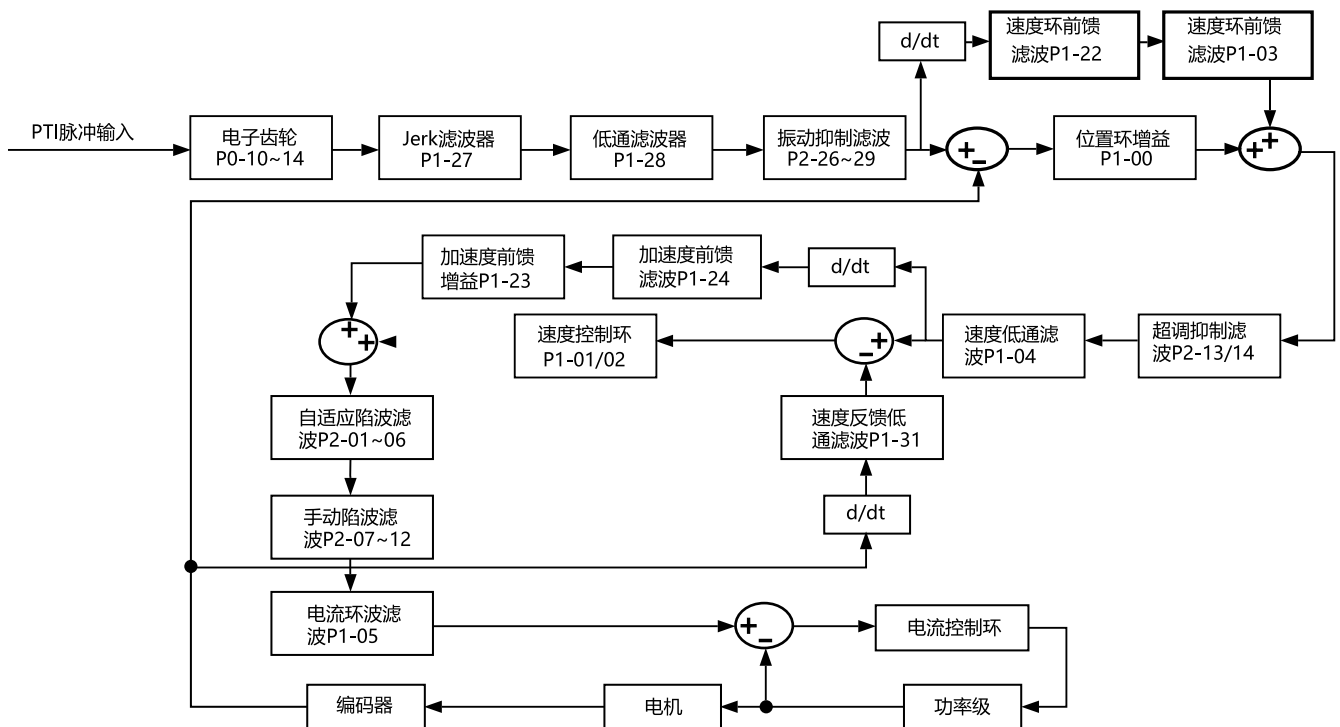 速度环前馈
滤波P1-22
速度环前馈
滤波P1-03
d/dt
PTI脉冲输入
电子齿轮
P0-10~14
Jerk滤波器
P1-27
低通滤波器
P1-28
振动抑制滤波
P2-26~29
+
-
位置环增益
P1-00
+
+
加速度前馈
增益P1-23
加速度前馈
滤波P1-24
d/dt
+
+
速度控制环
P1-01/02
-
+
速度低通滤
波P1-04
超调抑制滤
波P2-13/14
自适应陷波滤
波P2-01~06
速度反馈低
通滤波P1-31
手动陷波滤
波P2-07~12
d/dt
电流环波滤
波P1-05
+
-
电流控制环
编码器
电机
功率级